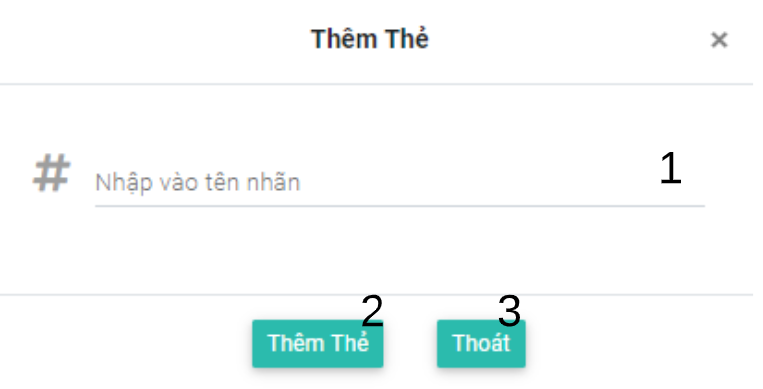 Thêm Thẻ ×
# Nhập vào tên nhãn 1
2 3
Thêm Thẻ Thoát